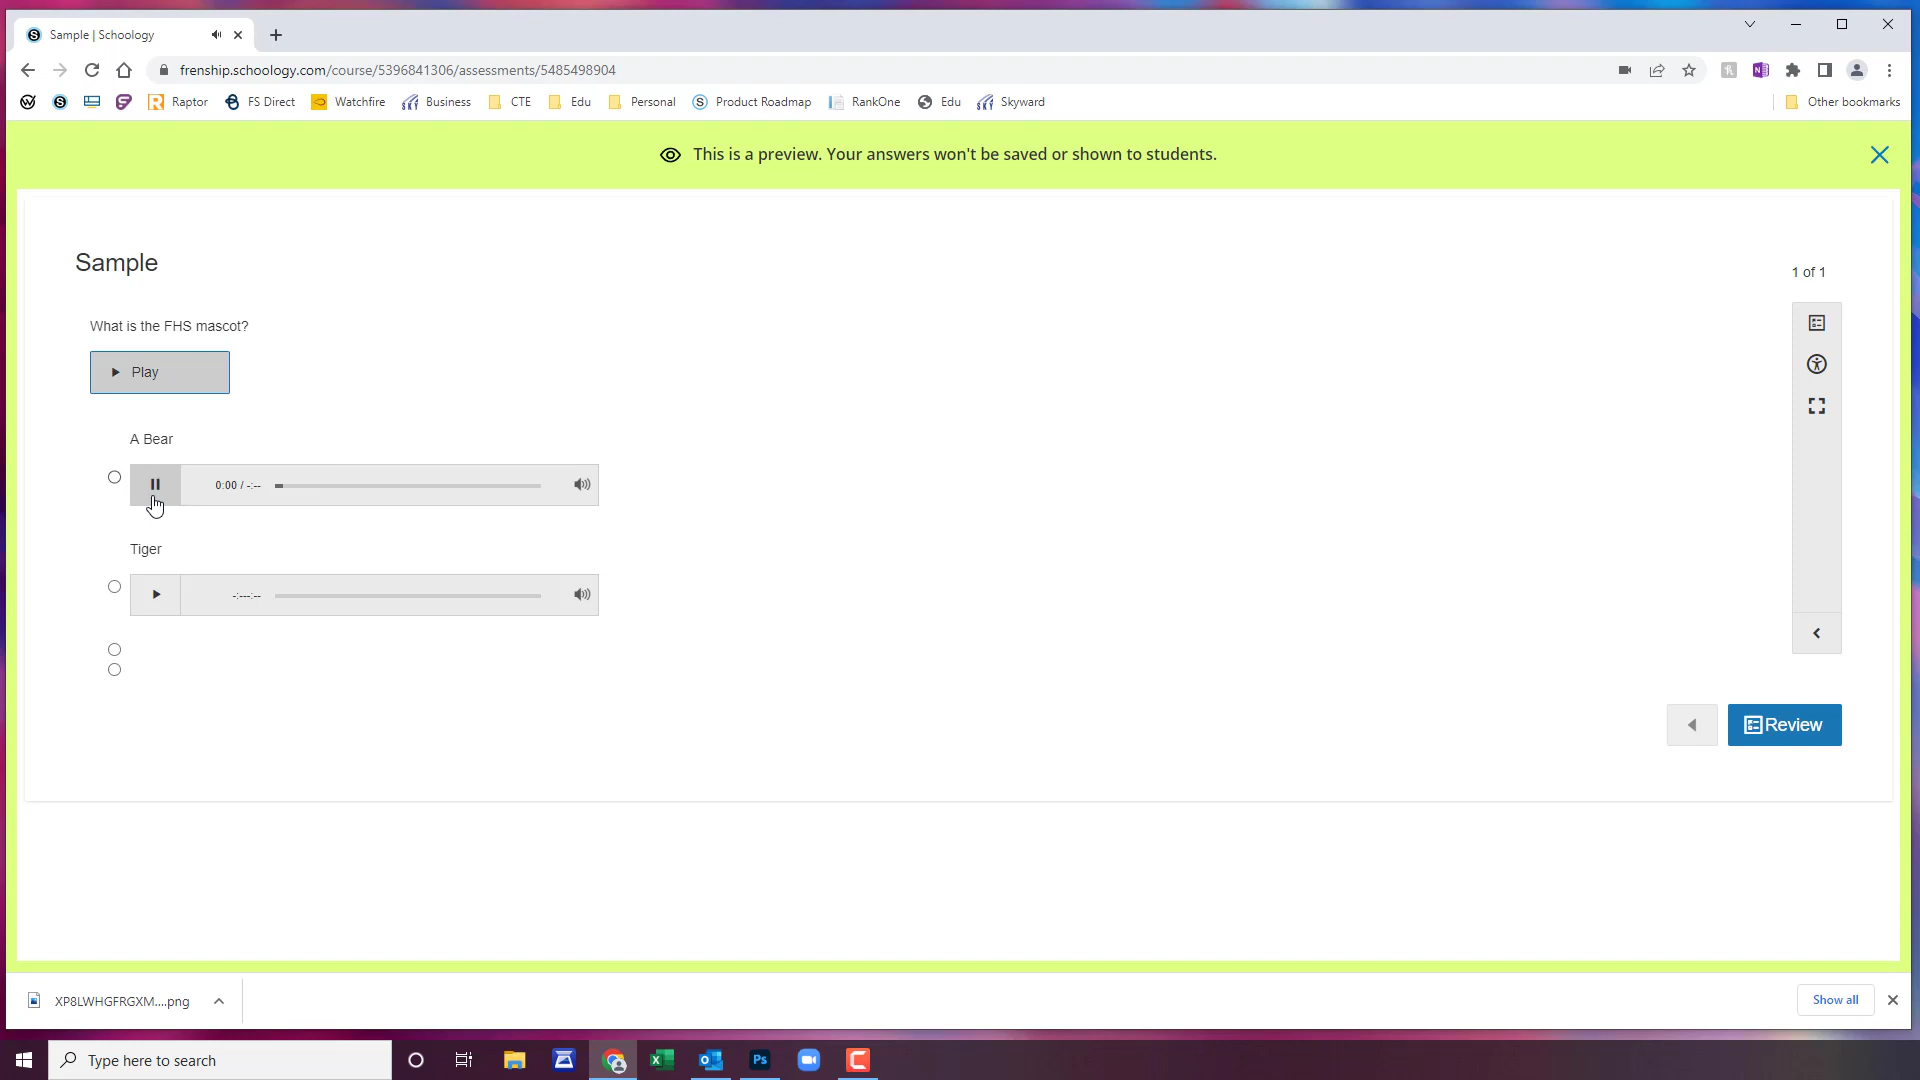 Sample | Schoology
frenship.schoology.com/course/5396841306/assessments/5485498904
Raptor FS Direct Watchfire Business CTE Edu Personal Product Roadmap RankOne Edu Skyward Other bookmarks
This is a preview. Your answers won't be saved or shown to students.
Sample
1 of 1
What is the FHS mascot?
Play
A Bear
0:00 / -:--
Tiger
-:---:--
Review
XP8LWHGFRGXM....png
Show all
Type here to search